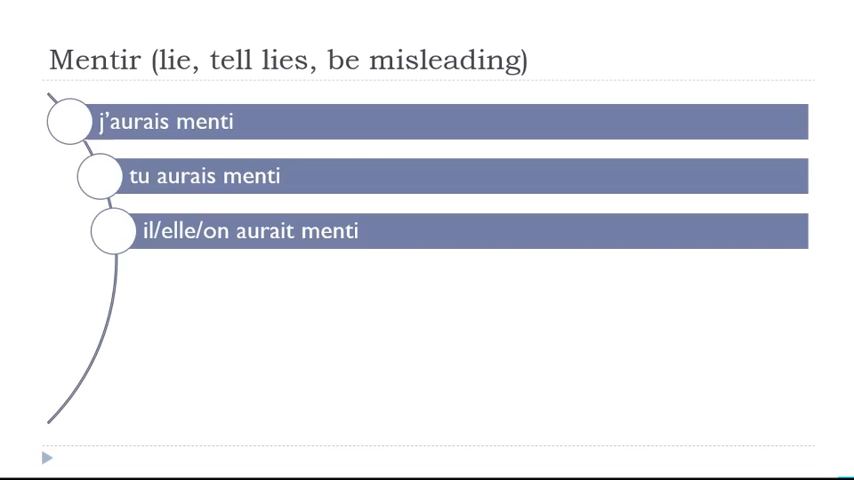 Mentir (lie, tell lies, be misleading)
j’aurais menti
tu aurais menti
il/elle/on aurait menti